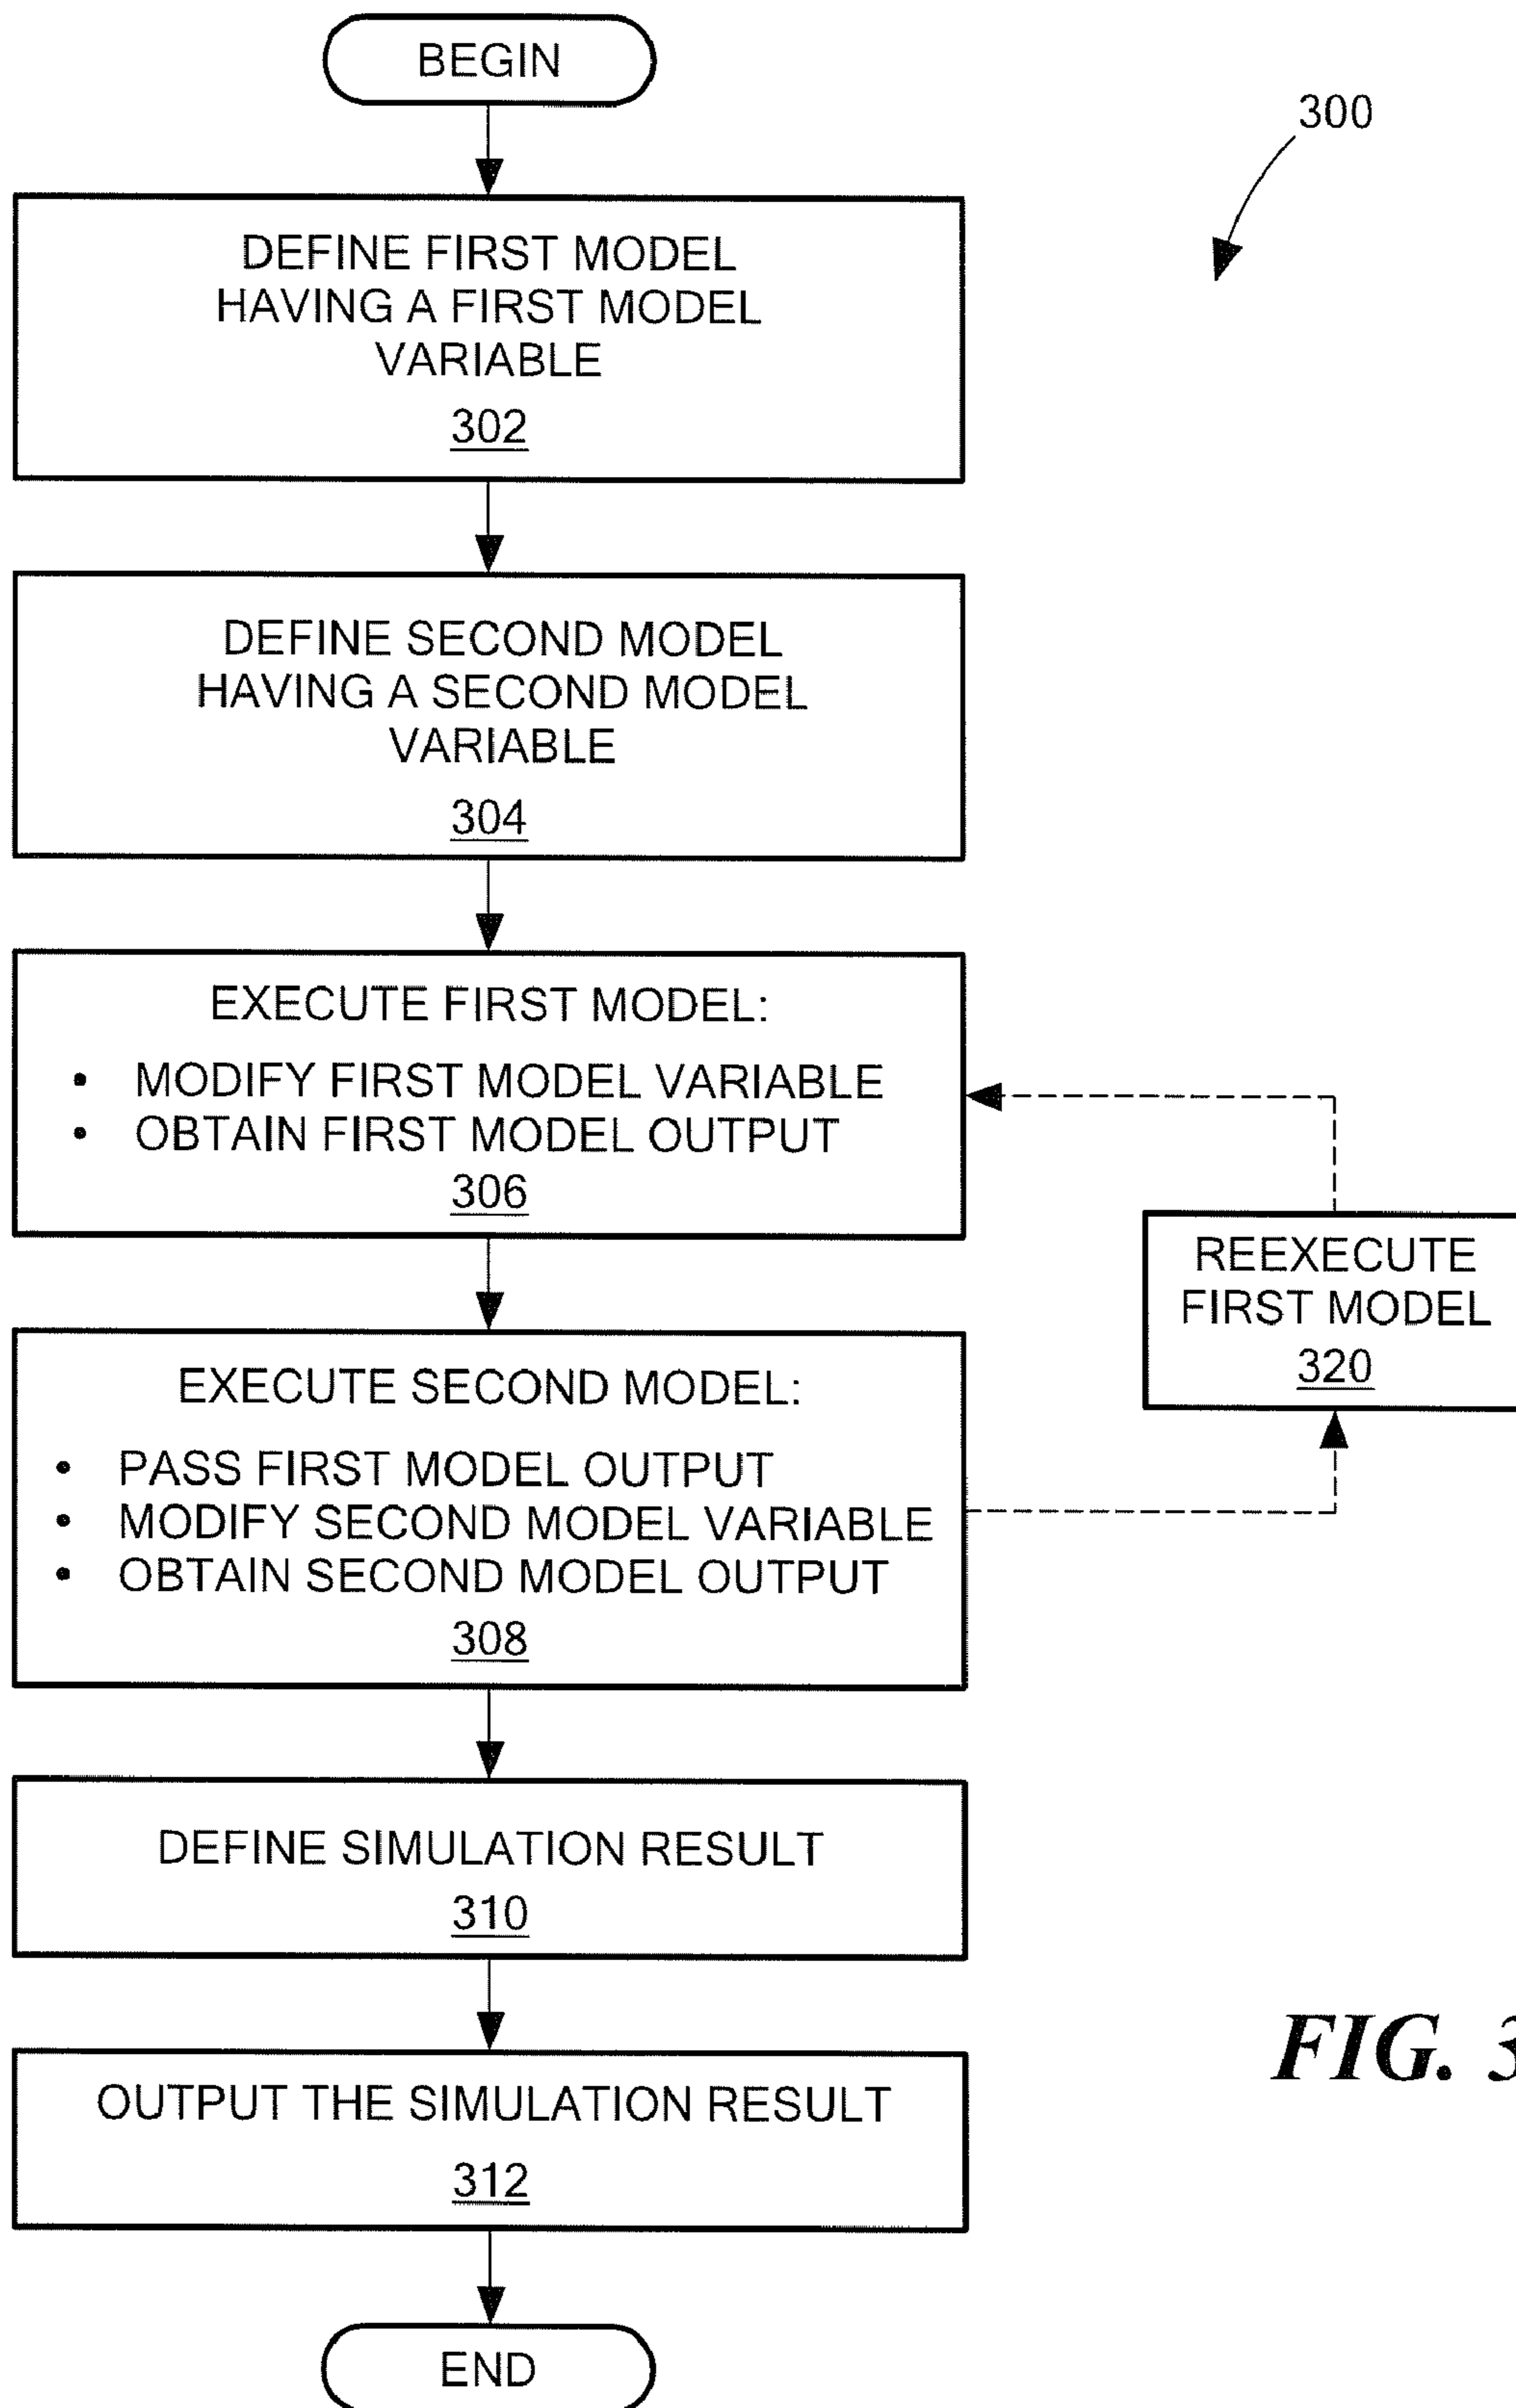 BEGIN
300
DEFINE FIRST MODEL
HAVING A FIRST MODEL
VARIABLE
302
DEFINE SECOND MODEL
HAVING A SECOND MODEL
VARIABLE
304
EXECUTE FIRST MODEL:
• MODIFY FIRST MODEL VARIABLE
• OBTAIN FIRST MODEL OUTPUT
306
REEXECUTE
FIRST MODEL
320
EXECUTE SECOND MODEL:
• PASS FIRST MODEL OUTPUT
• MODIFY SECOND MODEL VARIABLE
• OBTAIN SECOND MODEL OUTPUT
308
DEFINE SIMULATION RESULT
310
OUTPUT THE SIMULATION RESULT
312
END
FIG. 3